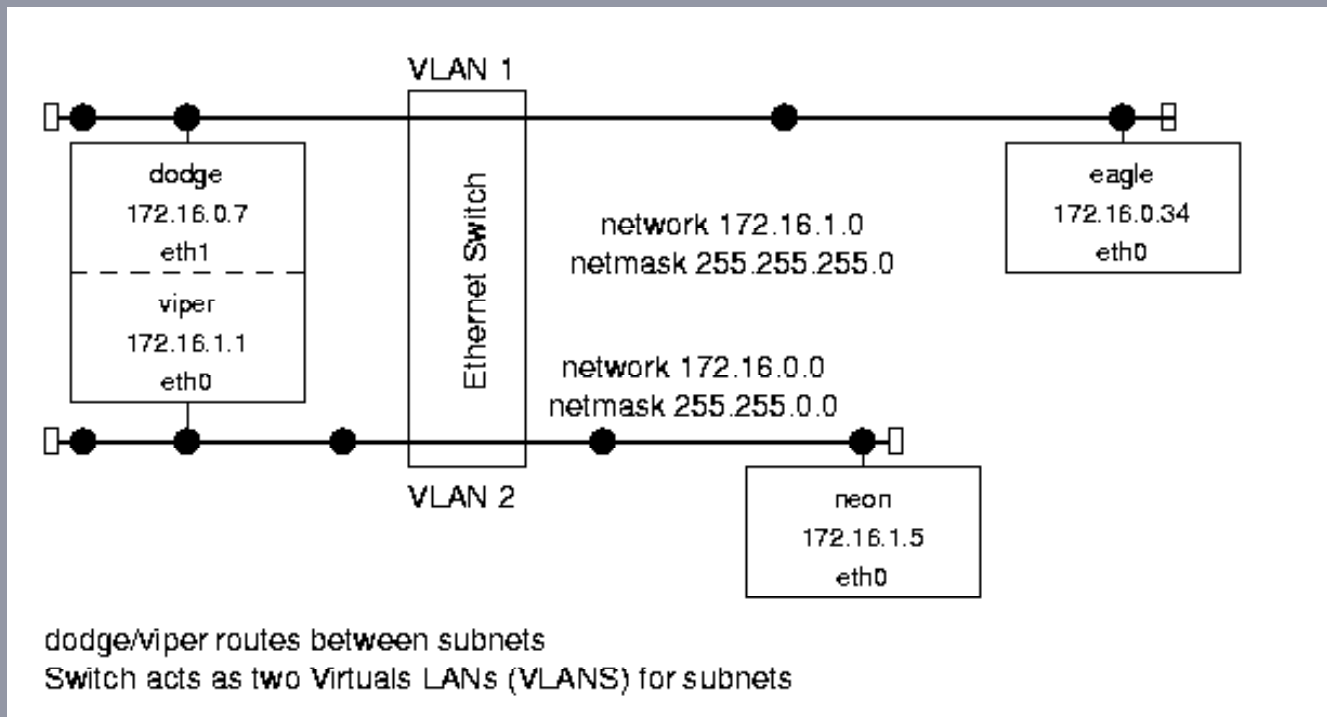 VLAN 1
dodge
172.16.0.7
eth1
viper
172.16.1.1
eth0
Ethernet Switch
network 172.16.1.0
netmask 255.255.255.0
eagle
172.16.0.34
eth0
network 172.16.0.0
netmask 255.255.0.0
VLAN 2
neon
172.16.1.5
eth0
dodge/viper routes between subnets
Switch acts as two Virtuals LANs (VLANS) for subnets